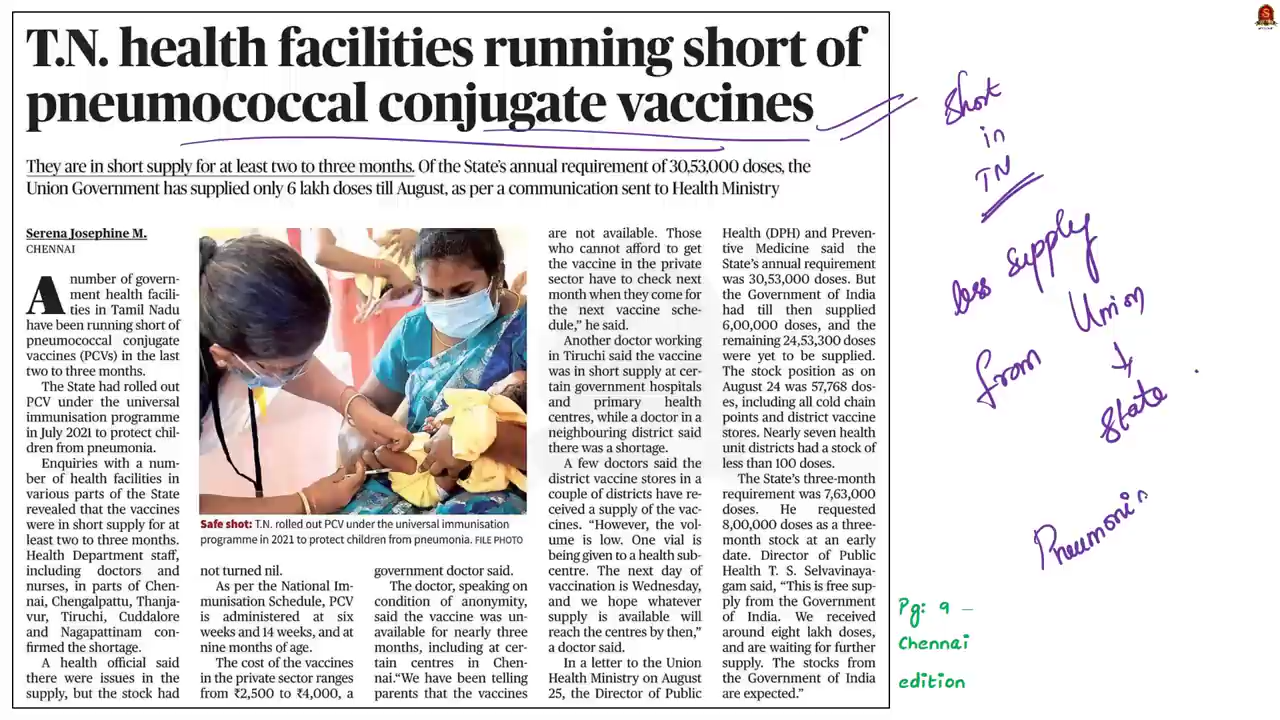 T.N. health facilities running short of
pneumococcal conjugate vaccines
They are in short supply for at least two to three months. Of the State's annual requirement of 30,53,000 doses, the
Union Government has supplied only 6 lakh doses till August, as per a communication sent to Health Ministry
Serena Josephine M.
CHENNAI
A number of govern-
ment health facili-
ties in Tamil Nadu
have been running short of
pneumococcal conjugate
vaccines (PCVs) in the last
two to three months.
The State had rolled out
PCV under the universal
immunisation programme
in July 2021 to protect chil-
dren from pneumonia.
Enquiries with a num-
ber of health facilities in
various parts of the State
revealed that the vaccines
were in short supply for at
least two to three months.
Health Department staff,
including doctors and
nurses, in parts of Chen-
nai, Chengalpattu, Thanja-
vur, Tiruchi, Cuddalore
and Nagapattinam con-
firmed the shortage.
A health official said
there were issues in the
supply, but the stock had
Safe shot: T.N. rolled out PCV under the universal immunisation
programme in 2021 to protect children from pneumonia. FILE PHOTO
not turned nil.
As per the National Im-
munisation Schedule, PCV
is administered at six
weeks and 14 weeks, and at
nine months of age.
The cost of the vaccines
in the private sector ranges
from ₹2,500 to ₹4,000, a
government doctor said.
The doctor, speaking on
condition of anonymity,
said the vaccine was un-
available for nearly three
months, including at cer-
tain centres in Chen-
nai."We have been telling
parents that the vaccines
are not available. Those
who cannot afford to get
the vaccine in the private
sector have to check next
month when they come for
the next vaccine sche-
dule," he said.
Another doctor working
in Tiruchi said the vaccine
was in short supply at cer-
tain government hospitals
and primary health
centres, while a doctor in a
neighbouring district said
there was a shortage.
A few doctors said the
district vaccine stores in a
couple of districts have re-
ceived a supply of the vac-
cines. "However, the vol-
ume is low. One vial is
being given to a health sub-
centre. The next day of
vaccination is Wednesday,
and we hope whatever
supply is available will
reach the centres by then,"
a doctor said.
In a letter to the Union
Health Ministry on August
25, the Director of Public
Health (DPH) and Preven-
tive Medicine said the
State's annual requirement
was 30,53,000 doses. But
the Government of India
had till then supplied
6,00,000 doses, and the
remaining 24,53,300 doses
were yet to be supplied.
The stock position as on
August 24 was 57,768 dos-
es, including all cold chain
points and district vaccine
stores. Nearly seven health
unit districts had a stock of
less than 100 doses.
The State's three-month
requirement was 7,63,000
doses. He requested
8,00,000 doses as a three-
month stock at an early
date. Director of Public
Health T. S. Selvavinaya-
gam said, "This is free sup-
ply from the Government
of India. We received
around eight lakh doses,
and are waiting for further
supply. The stocks from
the Government of India
are expected."
Short
in
TN
less supply
from Union
State
Pneumoni
Pg: 9 –
Chennai
edition